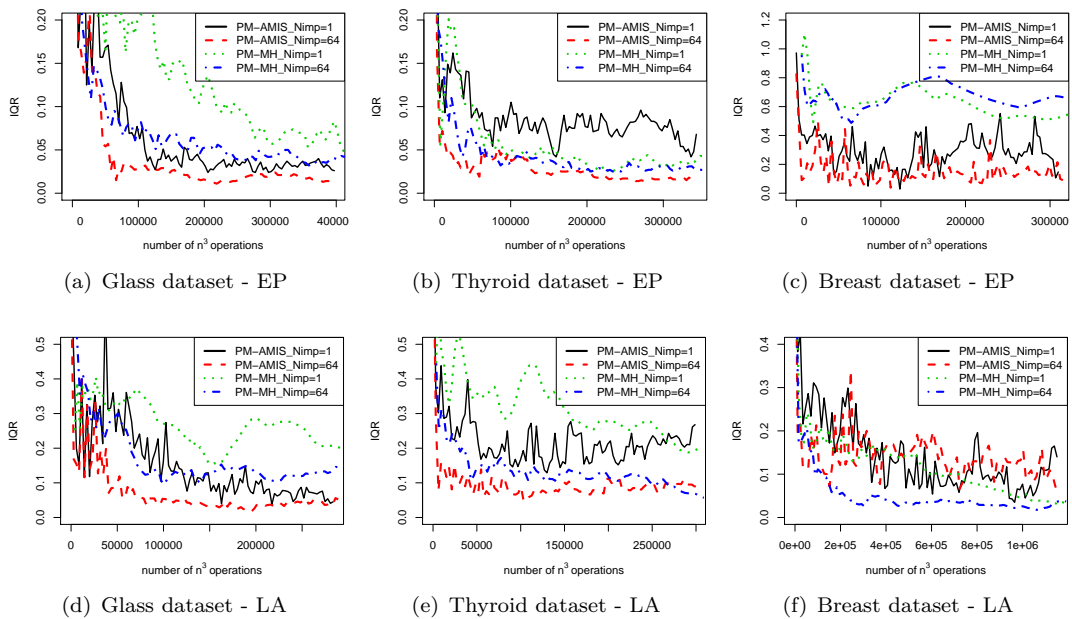 PM−AMIS_Nimp=1
PM−AMIS_Nimp=64
PM−MH_Nimp=1
PM−MH_Nimp=64
IQR
0.20
0.15
0.10
0.05
0.00
0 10000 20000 30000 40000
number of n³ operations
(a) Glass dataset - EP
PM−AMIS_Nimp=1
PM−AMIS_Nimp=64
PM−MH_Nimp=1
PM−MH_Nimp=64
IQR
0.20
0.15
0.10
0.05
0.00
0 100000 200000 300000
number of n³ operations
(b) Thyroid dataset - EP
PM−AMIS_Nimp=1
PM−AMIS_Nimp=64
PM−MH_Nimp=1
PM−MH_Nimp=64
IQR
1.2
1.0
0.8
0.6
0.4
0.2
0.0
0 100000 200000 300000
number of n³ operations
(c) Breast dataset - EP
PM−AMIS_Nimp=1
PM−AMIS_Nimp=64
PM−MH_Nimp=1
PM−MH_Nimp=64
IQR
0.5
0.4
0.3
0.2
0.1
0.0
0 50000 100000 200000
number of n³ operations
(d) Glass dataset - LA
PM−AMIS_Nimp=1
PM−AMIS_Nimp=64
PM−MH_Nimp=1
PM−MH_Nimp=64
IQR
0.5
0.4
0.3
0.2
0.1
0.0
0 50000 150000 250000
number of n³ operations
(e) Thyroid dataset - LA
PM−AMIS_Nimp=1
PM−AMIS_Nimp=64
PM−MH_Nimp=1
PM−MH_Nimp=64
IQR
0.4
0.3
0.2
0.1
0.0
0e+00 2e+05 4e+05 6e+05 8e+05 1e+06
number of n³ operations
(f) Breast dataset - LA